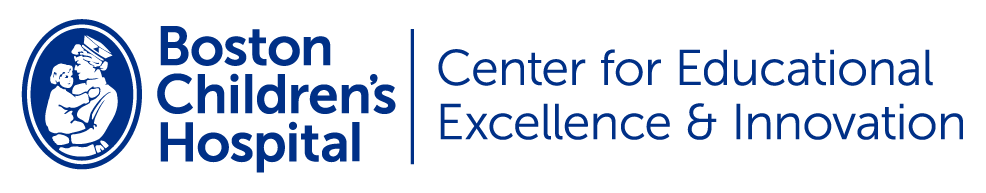 Boston
Children's
Hospital
Center for Educational
Excellence & Innovation